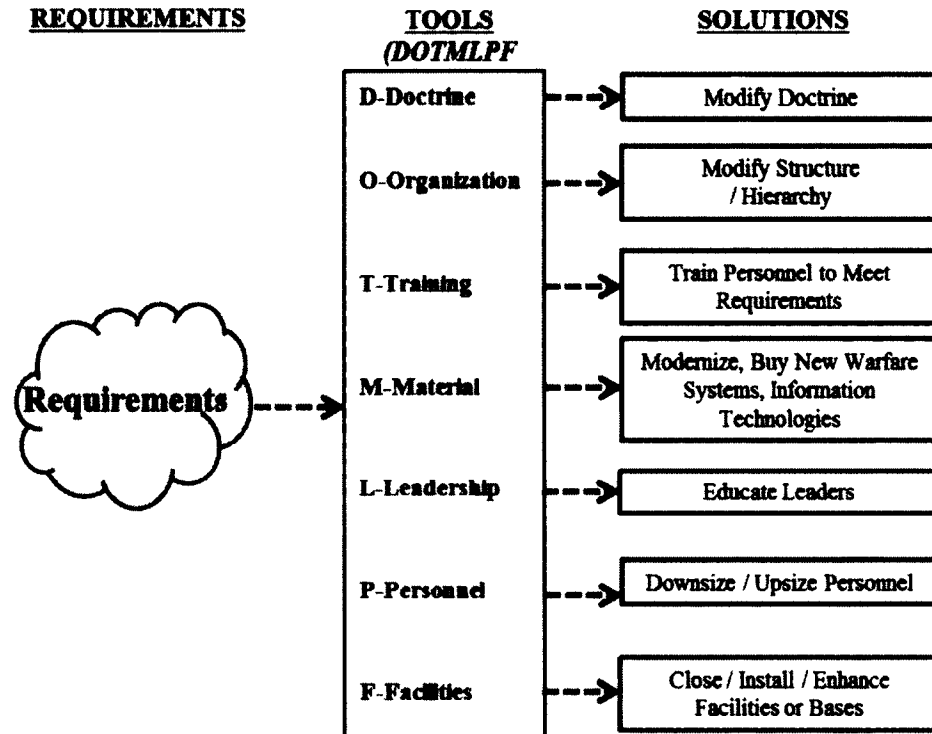 REQUIREMENTS
TOOLS
(DOTMLPF
SOLUTIONS
D-Doctrine
Modify Doctrine
O-Organization
Modify Structure
/ Hierarchy
T-Training
Train Personnel to Meet
Requirements
Requirements
M-Material
Modernize, Buy New Warfare
Systems, Information
Technologies
L-Leadership
Educate Leaders
P-Personnel
Downsize / Upsize Personnel
F-Facilities
Close / Install / Enhance
Facilities or Bases